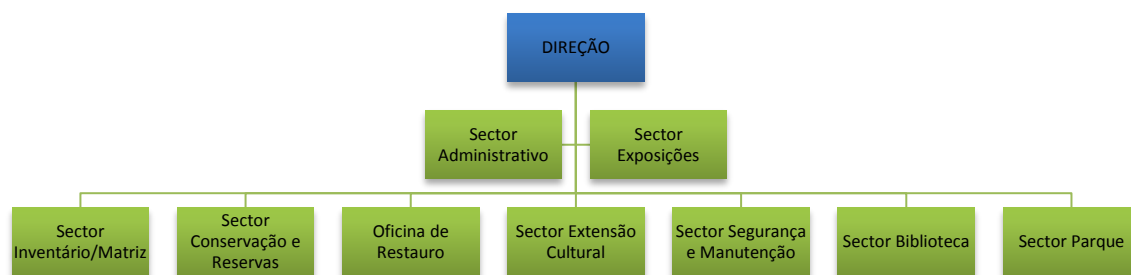 DIREÇÃO
Sector
Administrativo
Sector
Exposições
Sector
Inventário/Matriz
Sector
Conservação e
Reservas
Oficina de
Restauro
Sector Extensão
Cultural
Sector Segurança
e Manutenção
Sector Biblioteca
Sector Parque